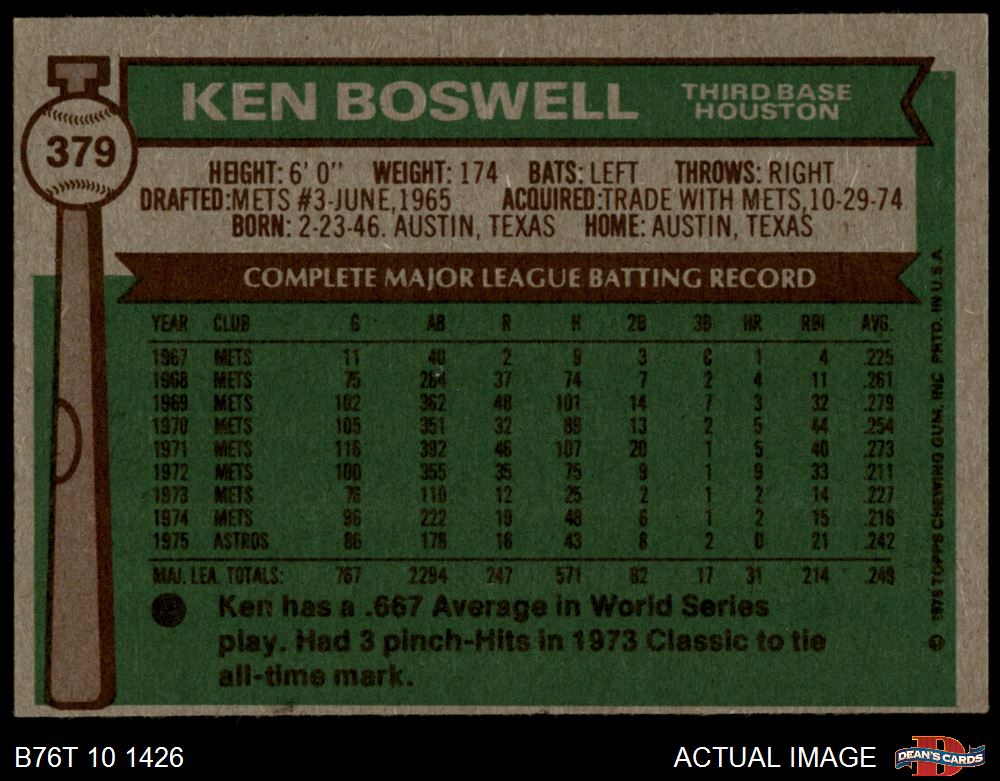 T
379
KEN BOSWELL
THIRD BASE
HOUSTON
HEIGHT: 6' 0" WEIGHT: 174 BATS: LEFT THROWS: RIGHT
DRAFTED: METS #3-JUNE, 1965 ACQUIRED: TRADE WITH METS, 10-29-74
BORN: 2-23-46. AUSTIN, TEXAS HOME: AUSTIN, TEXAS
COMPLETE MAJOR LEAGUE BATTING RECORD
YEAR CLUB G AB R H 2B 3B HR RBI AVG.
1967 METS 11 40 2 9 3 0 1 4 .225
1968 METS 75 284 37 74 7 2 4 11 .261
1969 METS 102 362 48 101 14 7 3 32 .279
1970 METS 105 351 32 89 13 2 5 44 .254
1971 METS 116 392 46 107 20 1 5 40 .273
1972 METS 100 355 35 75 9 1 9 33 .211
1973 METS 76 110 12 25 2 1 2 14 .227
1974 METS 96 222 19 48 6 1 2 15 .216
1975 ASTROS 86 178 16 43 8 2 0 21 .242
MAJ. LEA. TOTALS: 767 2294 247 571 82 17 31 214 .249
Ken has a .667 Average in World Series
play. Had 3 pinch-Hits in 1973 Classic to tie
all-time mark.
© 1976 TOPPS CHEWING GUM, INC PRTD. IN U.S.A.
B76T 10 1426
ACTUAL IMAGE
D
DEAN'S CARDS